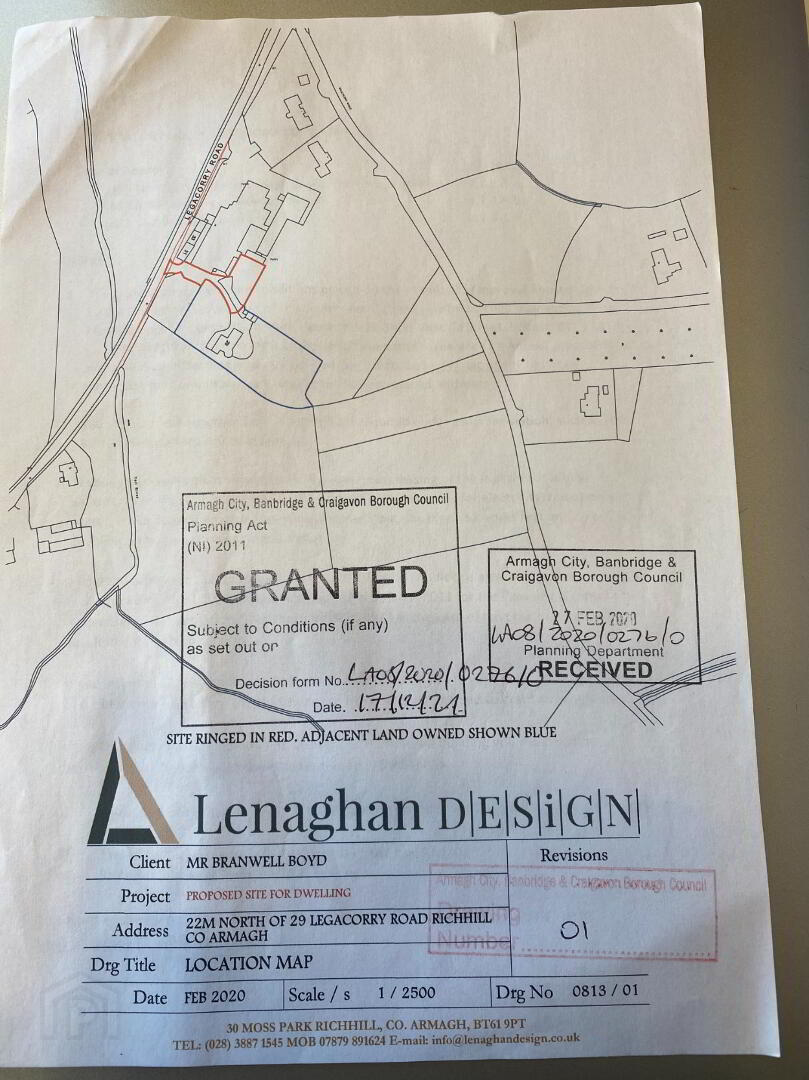 LEGACORRY ROAD
Armagh City, Banbridge & Craigavon Borough Council
Planning Act
(NI) 2011
GRANTED
Subject to Conditions (if any)
as set out on
Decision form No. LA08/2020/0276/O
Date. 17/12/21
Armagh City, Banbridge &
Craigavon Borough Council
27 FEB 2020
LA08/2020/0276/O
Planning Department
RECEIVED
SITE RINGED IN RED. ADJACENT LAND OWNED SHOWN BLUE
Lenaghan D|E|S|i|G|N|
Client MR BRANWELL BOYD
Revisions
Project PROPOSED SITE FOR DWELLING
Armagh City, Banbridge & Craigavon Borough Council
Drawing
Number 01
Address 22M NORTH OF 29 LEGACORRY ROAD RICHHILL
CO ARMAGH
Drg Title LOCATION MAP
Date FEB 2020 Scale / s 1 / 2500 Drg No 0813 / 01
30 MOSS PARK RICHHILL, CO. ARMAGH, BT61 9PT
TEL: (028) 3887 1545 MOB 07879 891624 E-mail: info@lenaghandesign.co.uk